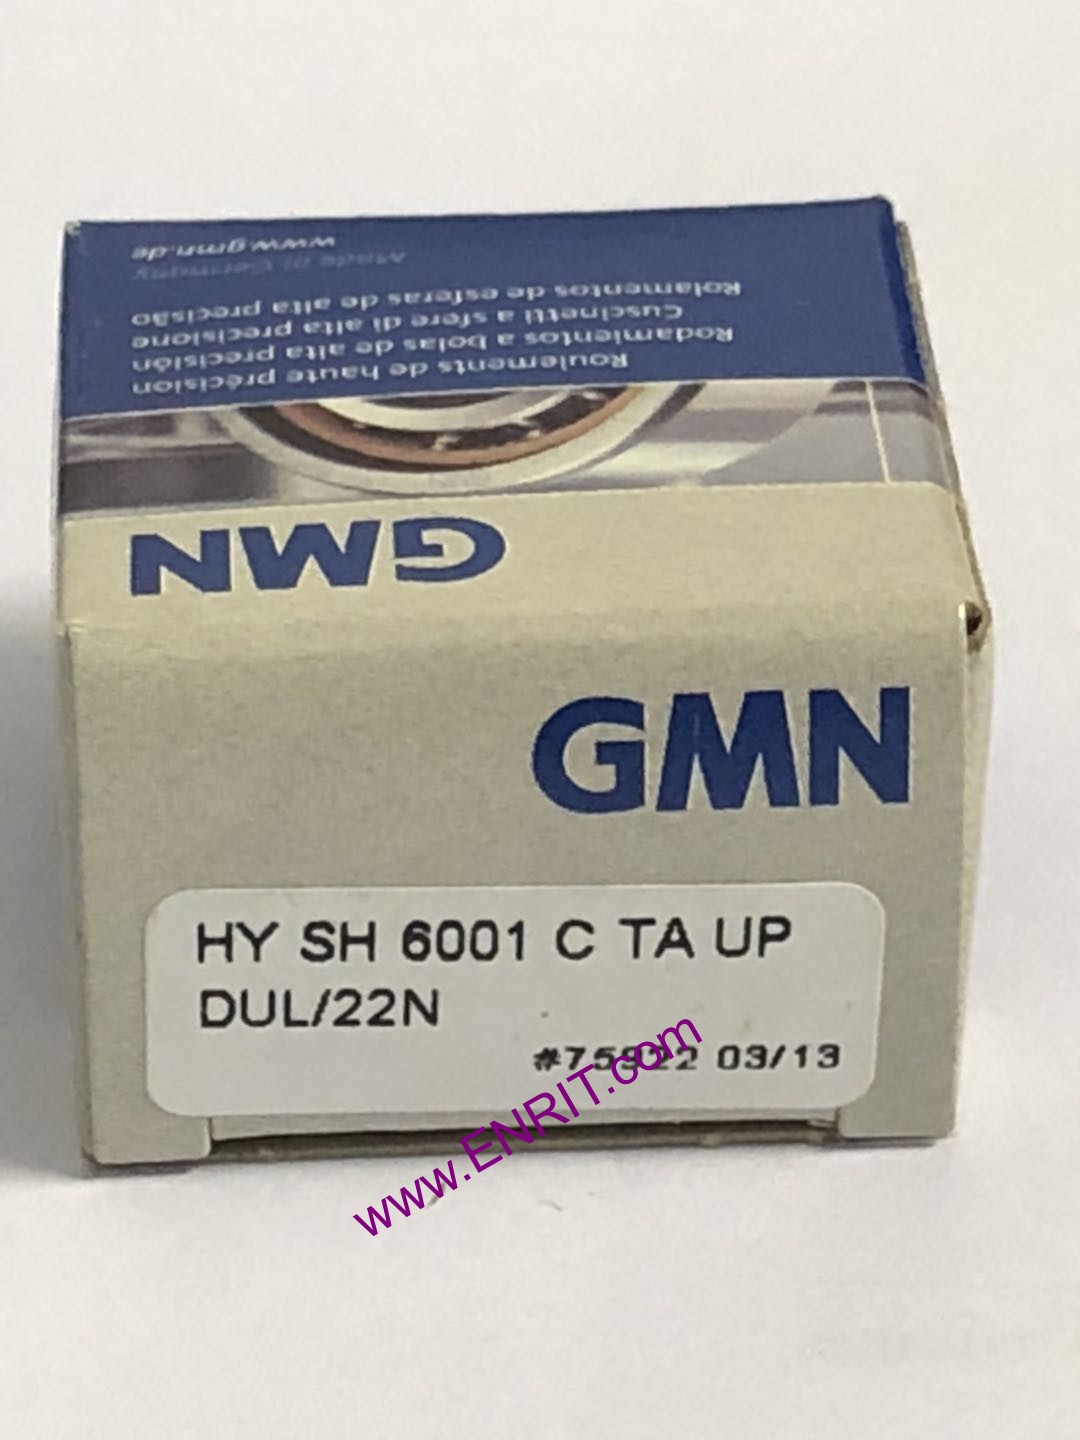 www.gmn.de
Made in Germany
Rolamentos de esferas de alta precisão
Cuscinetti a sfere di alta precisione
Rodamientos a bolas de alta precisión
Roulements de haute précision
GMN
GMN
HY SH 6001 C TA UP
DUL/22N
#75922 03/13
www.ENRIT.com